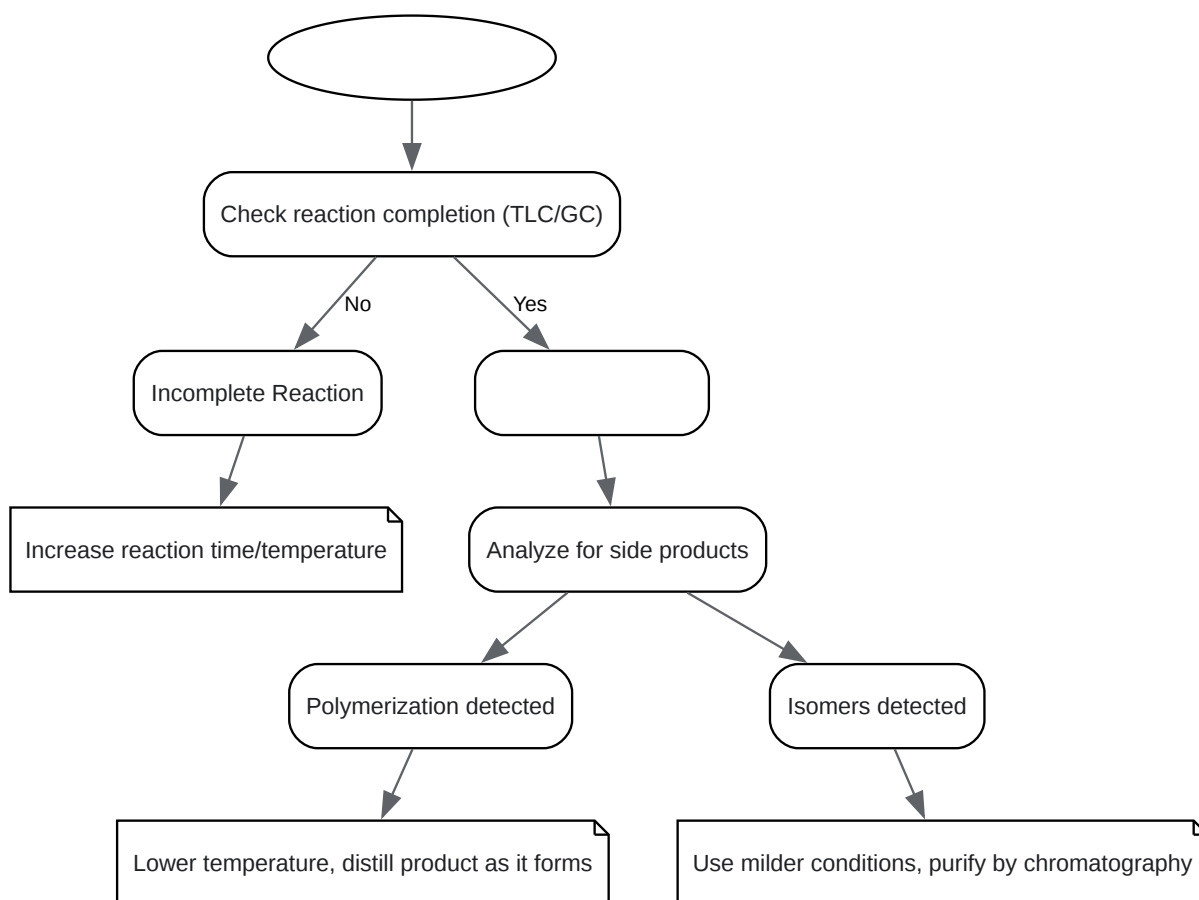 Check reaction completion (TLC/GC)
No
Yes
Incomplete Reaction
Increase reaction time/temperature
Analyze for side products
Polymerization detected
Isomers detected
Lower temperature, distill product as it forms
Use milder conditions, purify by chromatography